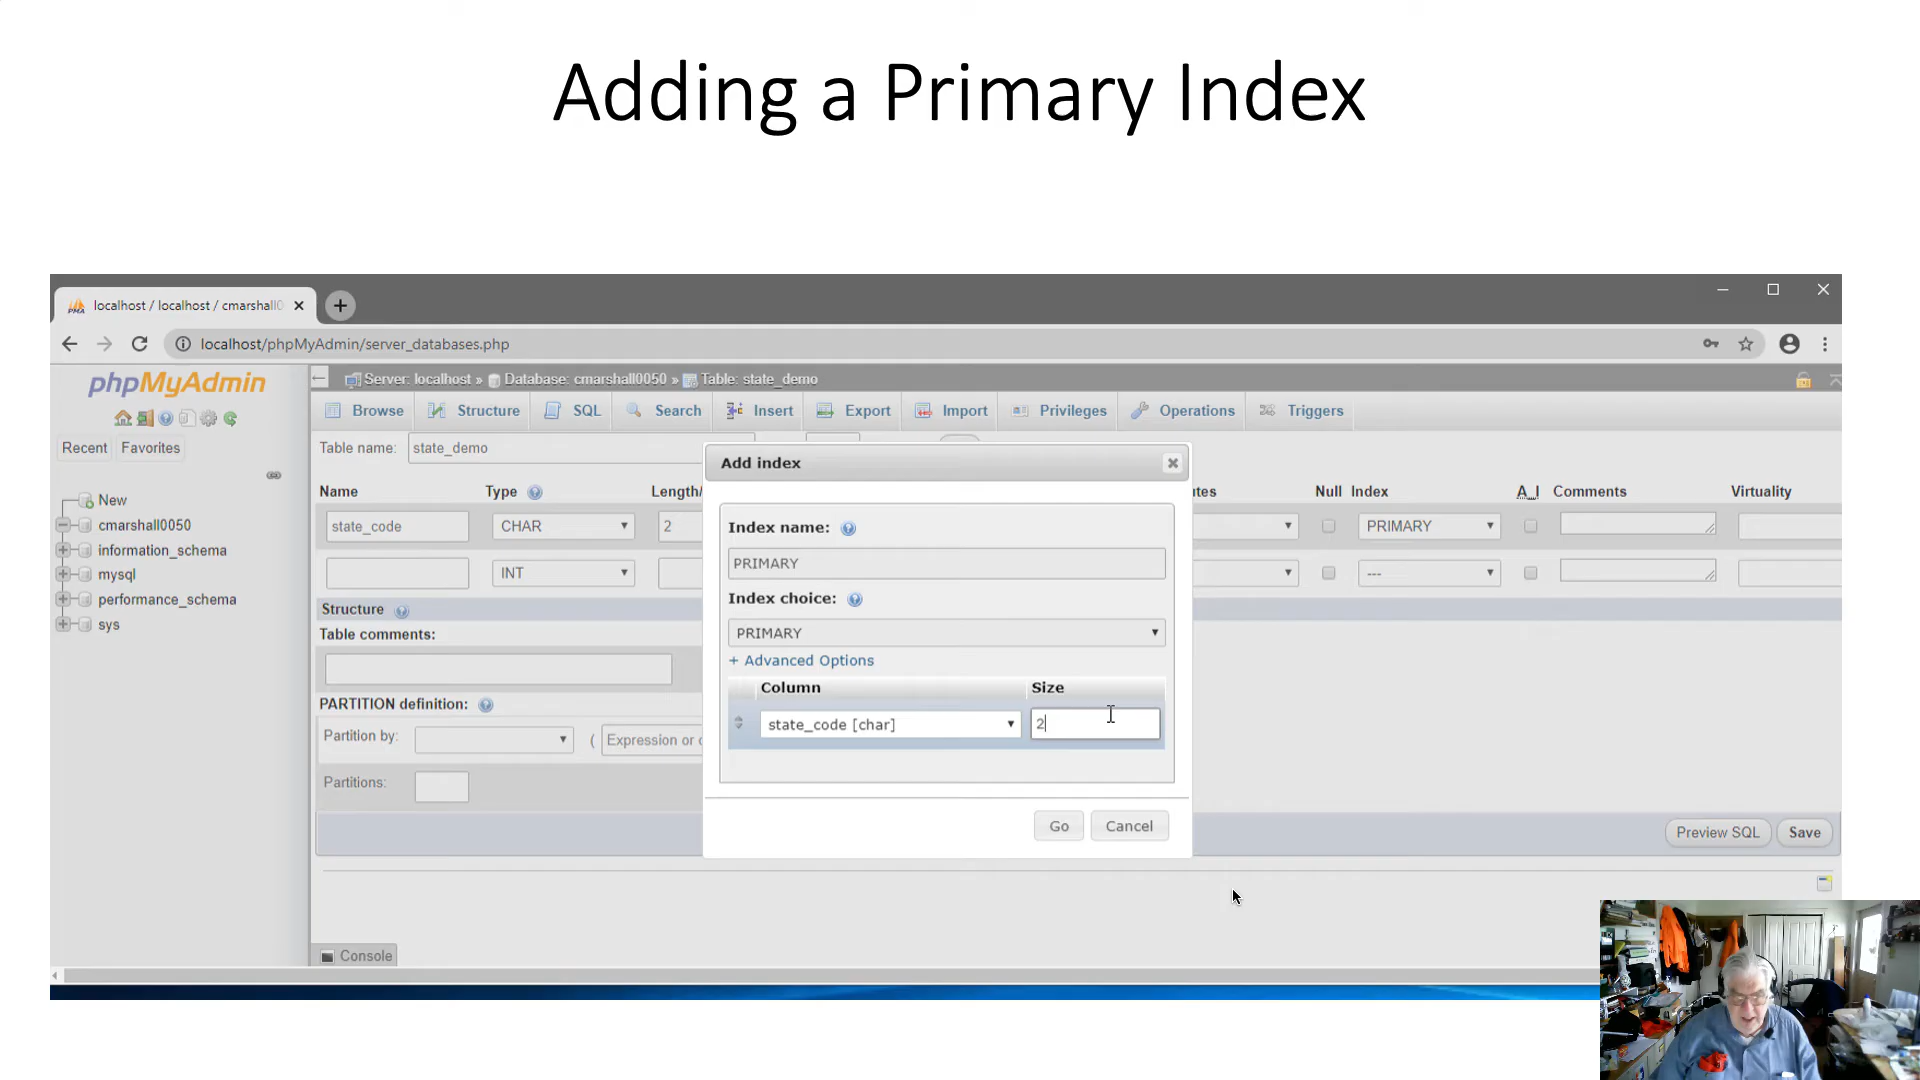 Adding a Primary Index
localhost / localhost / cmarshall0
localhost/phpMyAdmin/server_databases.php
phpMyAdmin
Server: localhost » Database: cmarshall0050 » Table: state_demo
Browse Structure SQL Search Insert Export Import Privileges Operations Triggers
Recent Favorites
Table name: state_demo
Add index
Name Type Length/ tes Null Index A_I Comments Virtuality
New
cmarshall0050
information_schema
mysql
performance_schema
sys
state_code CHAR 2 PRIMARY
INT ---
Index name:
PRIMARY
Index choice:
PRIMARY
+ Advanced Options
Column Size
state_code [char] 2
Go Cancel
Structure
Table comments:
PARTITION definition:
Partition by: ( Expression or c
Partitions:
Preview SQL Save
Console